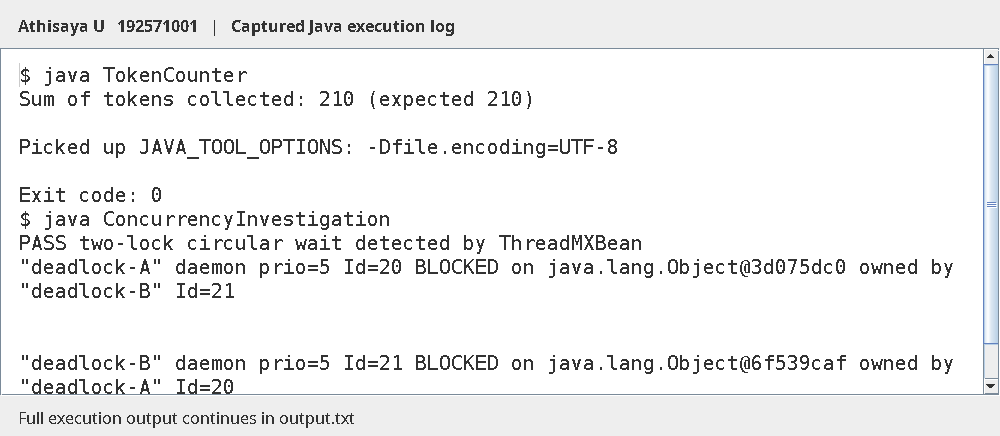 Athisaya U   192571001   |   Captured Java execution log
$ java TokenCounter
Sum of tokens collected: 210 (expected 210)
Picked up JAVA_TOOL_OPTIONS: -Dfile.encoding=UTF-8
Exit code: 0
$ java ConcurrencyInvestigation
PASS two-lock circular wait detected by ThreadMXBean
"deadlock-A" daemon prio=5 Id=20 BLOCKED on java.lang.Object@3d075dc0 owned by
"deadlock-B" Id=21
"deadlock-B" daemon prio=5 Id=21 BLOCKED on java.lang.Object@6f539caf owned by
"deadlock-A" Id=20
Full execution output continues in output.txt